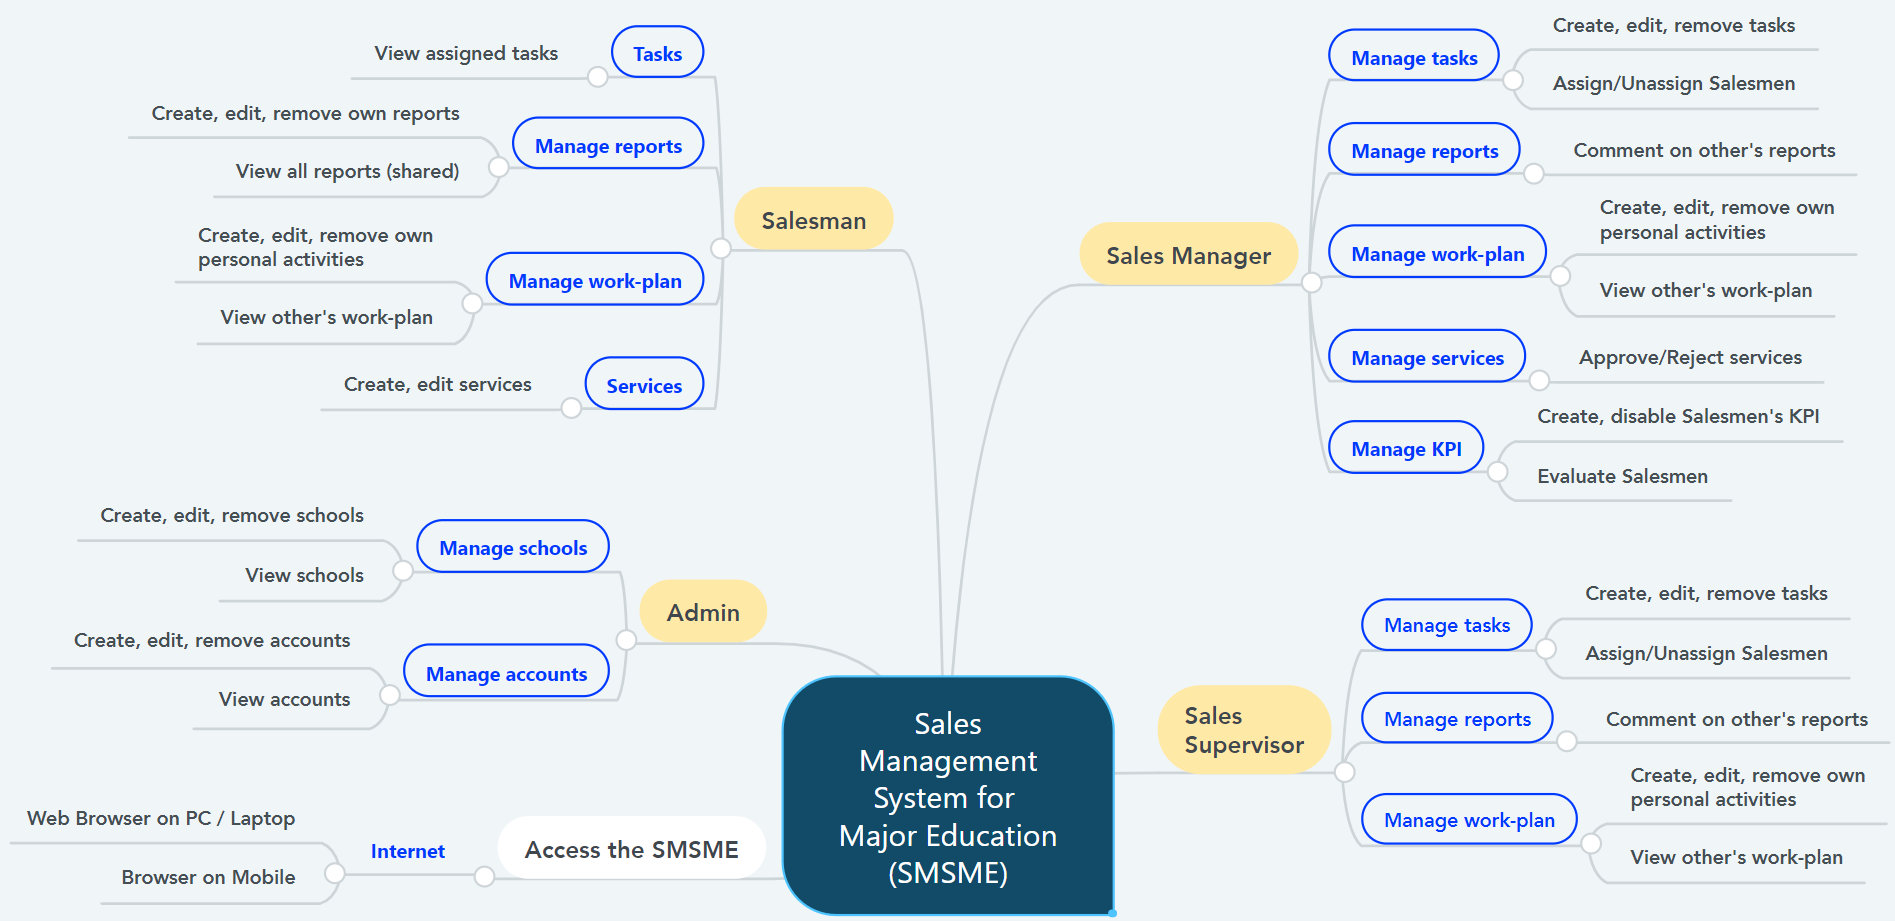 View assigned tasks
Tasks
Create, edit, remove own reports
View all reports (shared)
Manage reports
Create, edit, remove own
personal activities
View other's work-plan
Manage work-plan
Create, edit services
Services
Salesman
Sales Manager
Manage tasks
Create, edit, remove tasks
Assign/Unassign Salesmen
Manage reports
Comment on other's reports
Manage work-plan
Create, edit, remove own
personal activities
View other's work-plan
Manage services
Approve/Reject services
Manage KPI
Create, disable Salesmen's KPI
Evaluate Salesmen
Create, edit, remove schools
View schools
Manage schools
Create, edit, remove accounts
View accounts
Manage accounts
Admin
Web Browser on PC / Laptop
Browser on Mobile
Internet
Access the SMSME
Sales
Management
System for
Major Education
(SMSME)
Sales
Supervisor
Manage tasks
Create, edit, remove tasks
Assign/Unassign Salesmen
Manage reports
Comment on other's reports
Manage work-plan
Create, edit, remove own
personal activities
View other's work-plan